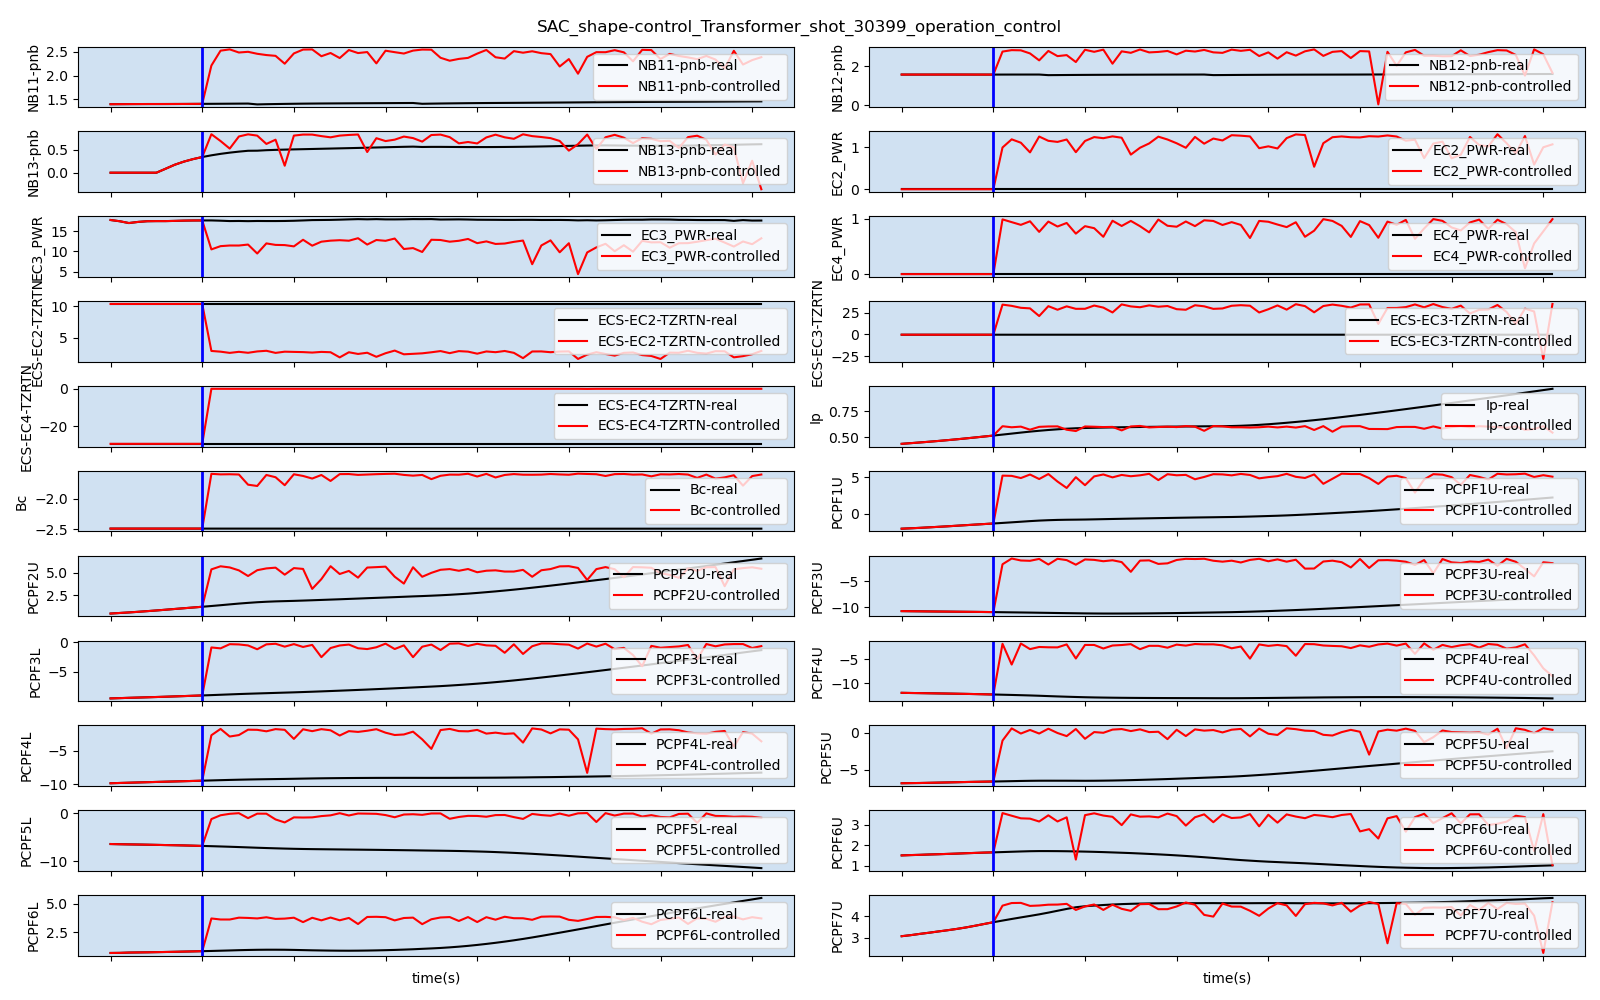 SAC_shape-control_Transformer_shot_30399_operation_control
NB11-pnb
2.5
2.0
1.5
NB11-pnb-real
NB11-pnb-controlled
NB12-pnb
2
0
NB12-pnb-real
NB12-pnb-controlled
NB13-pnb
0.5
0.0
NB13-pnb-real
NB13-pnb-controlled
EC2_PWR
1
0
EC2_PWR-real
EC2_PWR-controlled
EC3_PWR
15
10
5
EC3_PWR-real
EC3_PWR-controlled
EC4_PWR
1
0
EC4_PWR-real
EC4_PWR-controlled
ECS-EC2-TZRTN
10
5
ECS-EC2-TZRTN-real
ECS-EC2-TZRTN-controlled
ECS-EC3-TZRTN
25
0
−25
ECS-EC3-TZRTN-real
ECS-EC3-TZRTN-controlled
ECS-EC4-TZRTN
0
−20
ECS-EC4-TZRTN-real
ECS-EC4-TZRTN-controlled
Ip
0.75
0.50
Ip-real
Ip-controlled
Bc
−2.0
−2.5
Bc-real
Bc-controlled
PCPF1U
5
0
PCPF1U-real
PCPF1U-controlled
PCPF2U
5.0
2.5
PCPF2U-real
PCPF2U-controlled
PCPF3U
−5
−10
PCPF3U-real
PCPF3U-controlled
PCPF3L
0
−5
PCPF3L-real
PCPF3L-controlled
PCPF4U
−5
−10
PCPF4U-real
PCPF4U-controlled
PCPF4L
−5
−10
PCPF4L-real
PCPF4L-controlled
PCPF5U
0
−5
PCPF5U-real
PCPF5U-controlled
PCPF5L
0
−10
PCPF5L-real
PCPF5L-controlled
PCPF6U
3
2
1
PCPF6U-real
PCPF6U-controlled
PCPF6L
5.0
2.5
PCPF6L-real
PCPF6L-controlled
time(s)
PCPF7U
4
3
PCPF7U-real
PCPF7U-controlled
time(s)